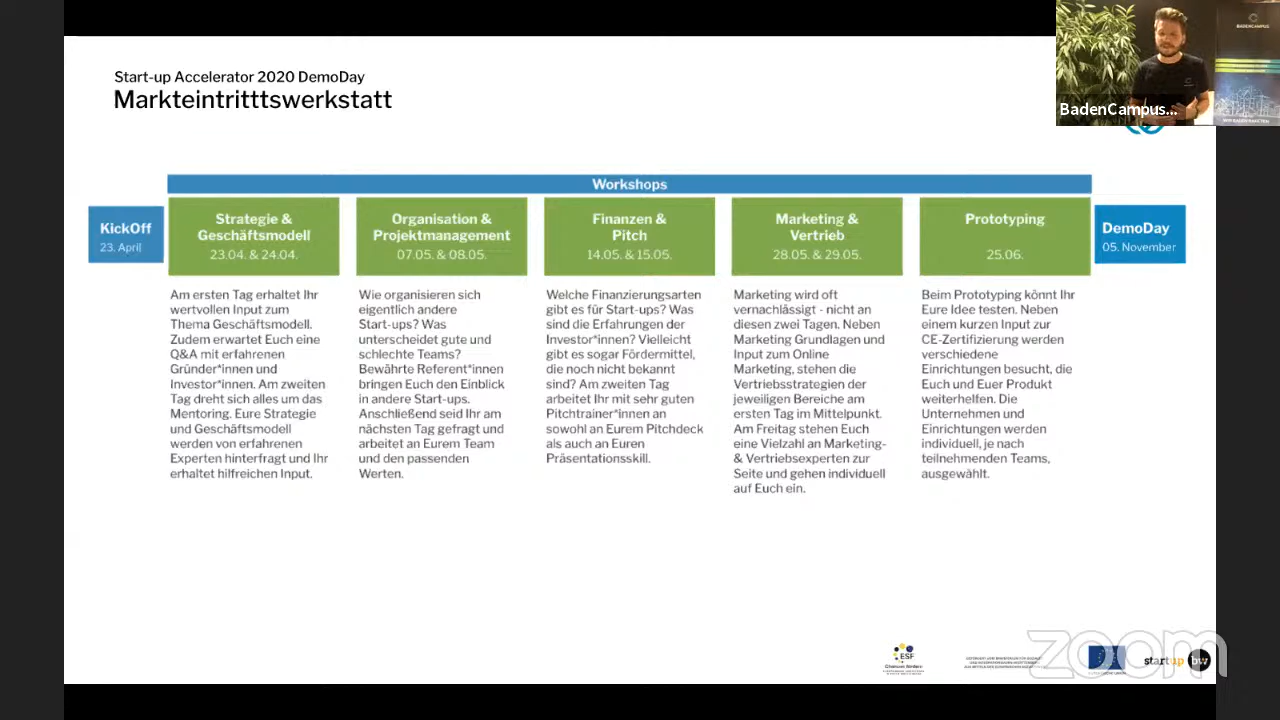 Start-up Accelerator 2020 DemoDay
Markteintritttswerkstatt
BadenCampus...
BADENCAMPUS
Workshops
KickOff
23. April
Strategie &
Geschäftsmodell
23.04. & 24.04.
Am ersten Tag erhaltet Ihr
wertvollen Input zum
Thema Geschäftsmodell.
Zudem erwartet Euch eine
Q&A mit erfahrenen
Gründer*innen und
Investor*innen. Am zweiten
Tag dreht sich alles um das
Mentoring. Eure Strategie
und Geschäftsmodell
werden von erfahrenen
Experten hinterfragt und Ihr
erhaltet hilfreichen Input.
Organisation &
Projektmanagement
07.05. & 08.05.
Wie organisieren sich
eigentlich andere
Start-ups? Was
unterscheidet gute und
schlechte Teams?
Bewährte Referent*innen
bringen Euch den Einblick
in andere Start-ups.
Anschließend seid Ihr am
nächsten Tag gefragt und
arbeitet an Eurem Team
und den passenden
Werten.
Finanzen &
Pitch
14.05. & 15.05.
Welche Finanzierungsarten
gibt es für Start-ups? Was
sind die Erfahrungen der
Investor*innen? Vielleicht
gibt es sogar Fördermittel,
die noch nicht bekannt
sind? Am zweiten Tag
arbeitet Ihr mit sehr guten
Pitchtrainer*innen an
sowohl an Eurem Pitchdeck
als auch an Euren
Präsentationsskill.
Marketing &
Vertrieb
28.05. & 29.05.
Marketing wird oft
vernachlässigt - nicht an
diesen zwei Tagen. Neben
Marketing Grundlagen und
Input zum Online
Marketing, stehen die
Vertriebsstrategien der
jeweiligen Bereiche am
ersten Tag im Mittelpunkt.
Am Freitag stehen Euch
eine Vielzahl an Marketing-
& Vertriebsexperten zur
Seite und gehen individuell
auf Euch ein.
Prototyping
25.06.
Beim Prototyping könnt Ihr
Eure Idee testen. Neben
einem kurzen Input zur
CE-Zertifizierung werden
verschiedene
Einrichtungen besucht, die
Euch und Euer Produkt
weiterhelfen. Die
Unternehmen und
Einrichtungen werden
individuell, je nach
teilnehmenden Teams,
ausgewählt.
DemoDay
05. November
ESF
start up bw
zoom